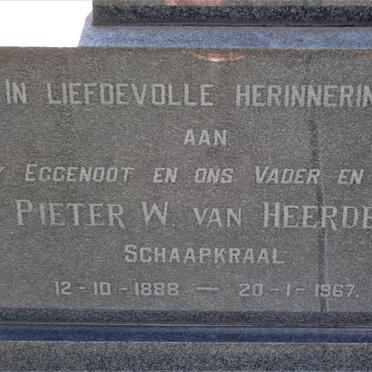 IN LIEFDEVOLLE HERINNERIN
AAN
EGGENOOT EN ONS VADER EN
PIETER W. VAN HEERDE
SCHAAPKRAAL
12-10-1888 — 20-1-1967.